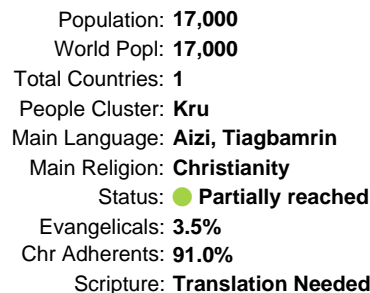 Population: 17,000
World Popl: 17,000
Total Countries: 1
People Cluster: Kru
Main Language: Aizi, Tiagbamrin
Main Religion: Christianity
Status: Partially reached
Evangelicals: 3.5%
Chr Adherents: 91.0%
Scripture: Translation Needed